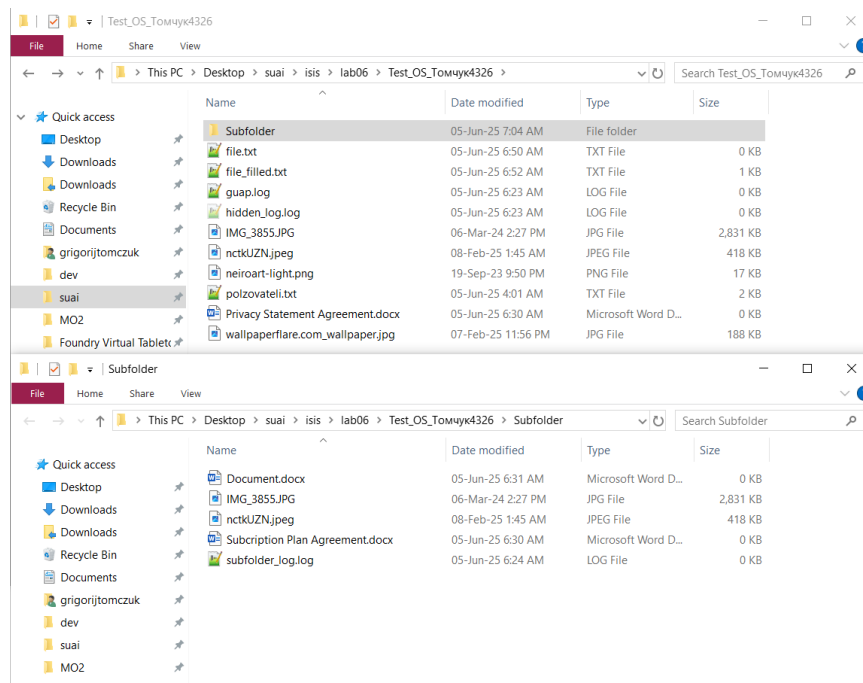 Test_OS_Томчук4326
File Home Share View
This PC > Desktop > suai > isis > lab06 > Test_OS_Томчук4326 > Search Test_OS_Томчук4326
Name Date modified Type Size
Quick access
Desktop
Downloads
Downloads
Recycle Bin
Documents
grigorijtomczuk
dev
suai
MO2
Foundry Virtual Tablet
Subfolder 05-Jun-25 7:04 AM File folder
file.txt 05-Jun-25 6:50 AM TXT File 0 KB
file_filled.txt 05-Jun-25 6:52 AM TXT File 1 KB
guap.log 05-Jun-25 6:23 AM LOG File 0 KB
hidden_log.log 05-Jun-25 6:23 AM LOG File 0 KB
IMG_3855.JPG 06-Mar-24 2:27 PM JPG File 2,831 KB
nctkUZN.jpeg 08-Feb-25 1:45 AM JPEG File 418 KB
neiroart-light.png 19-Sep-23 9:50 PM PNG File 17 KB
polzovateli.txt 05-Jun-25 4:01 AM TXT File 2 KB
Privacy Statement Agreement.docx 05-Jun-25 6:30 AM Microsoft Word D... 0 KB
wallpaperflare.com_wallpaper.jpg 07-Feb-25 11:56 PM JPG File 188 KB
Subfolder
File Home Share View
This PC > Desktop > suai > isis > lab06 > Test_OS_Томчук4326 > Subfolder Search Subfolder
Name Date modified Type Size
Quick access
Desktop
Downloads
Downloads
Recycle Bin
Documents
grigorijtomczuk
dev
suai
MO2
Document.docx 05-Jun-25 6:31 AM Microsoft Word D... 0 KB
IMG_3855.JPG 06-Mar-24 2:27 PM JPG File 2,831 KB
nctkUZN.jpeg 08-Feb-25 1:45 AM JPEG File 418 KB
Subcription Plan Agreement.docx 05-Jun-25 6:30 AM Microsoft Word D... 0 KB
subfolder_log.log 05-Jun-25 6:24 AM LOG File 0 KB